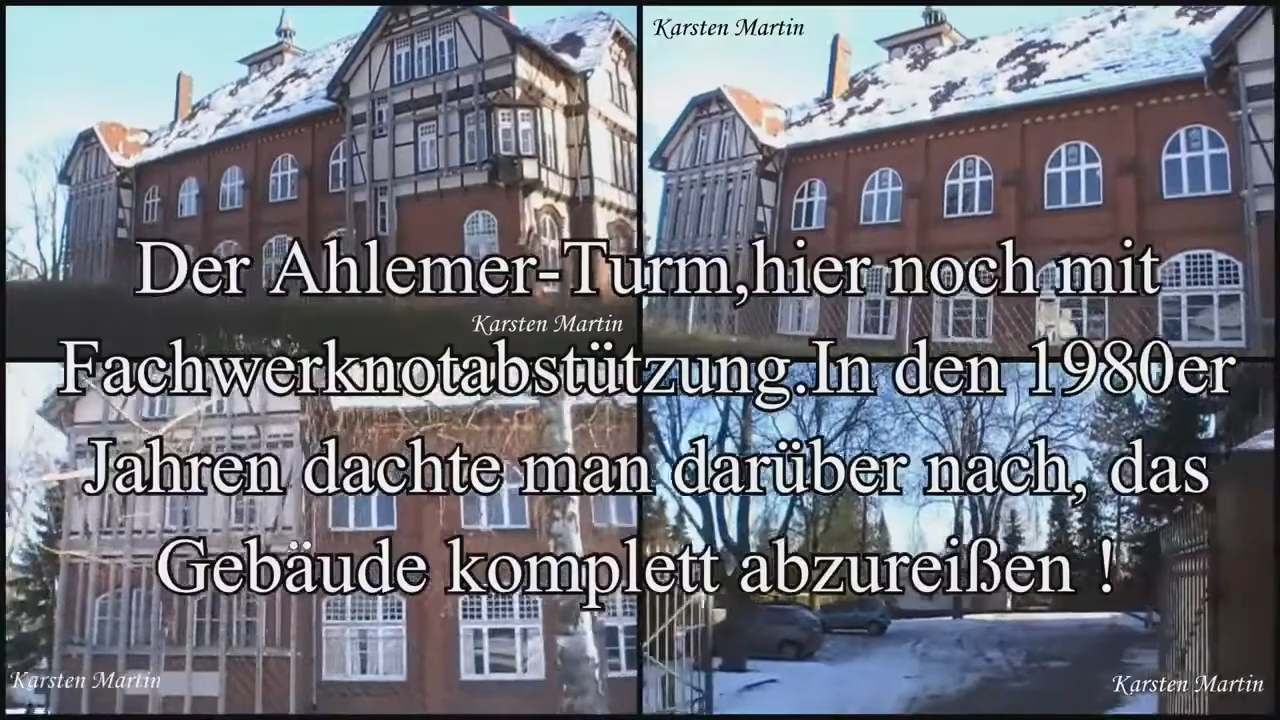 Karsten Martin
Der Ahlemer-Turm,hier noch mit
Karsten Martin
Fachwerknotabstützung.In den 1980er
Jahren dachte man darüber nach, das
Gebäude komplett abzureißen !
Karsten Martin
Karsten Martin